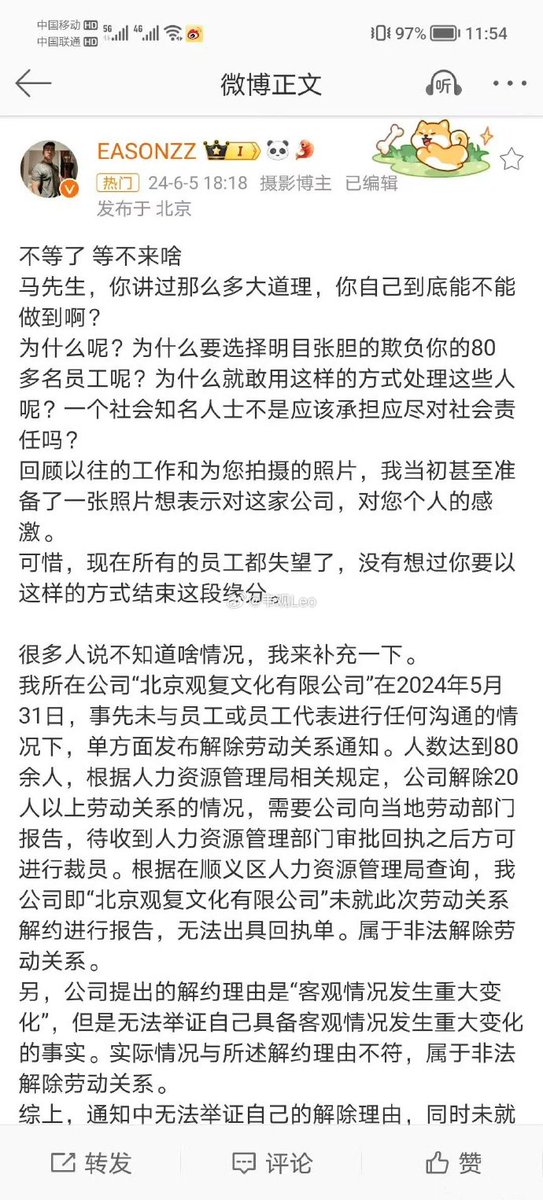 中国移动 HD
中国联通 HD
5G
4G
97%
11:54
微博正文
听
EASONZZ
I
热门 24-6-5 18:18 摄影博主 已编辑
发布于 北京
不等了 等不来啥
马先生，你讲过那么多大道理，你自己到底能不能
做到啊？
为什么呢？为什么要选择明目张胆的欺负你的80
多名员工呢？为什么就敢用这样的方式处理这些人
呢？一个社会知名人士不是应该承担应尽对社会责
任吗？
回顾以往的工作和为您拍摄的照片，我当初甚至准
备了一张照片想表示对这家公司，对您个人的感
激。
可惜，现在所有的员工都失望了，没有想过你要以
这样的方式结束这段缘分。
很多人说不知道啥情况，我来补充一下。
我所在公司“北京观复文化有限公司”在2024年5月
31日，事先未与员工或员工代表进行任何沟通的情
况下，单方面发布解除劳动关系通知。人数达到80
余人，根据人力资源管理局相关规定，公司解除20
人以上劳动关系的情况，需要公司向当地劳动部门
报告，待收到人力资源管理部门审批回执之后方可
进行裁员。根据在顺义区人力资源管理局查询，我
公司即“北京观复文化有限公司”未就此次劳动关系
解约进行报告，无法出具回执单。属于非法解除劳
动关系。
另，公司提出的解约理由是“客观情况发生重大变
化”，但是无法举证自己具备客观情况发生重大变化
的事实。实际情况与所述解约理由不符，属于非法
解除劳动关系。
综上，通知中无法举证自己的解除理由，同时未就
转发
评论
赞